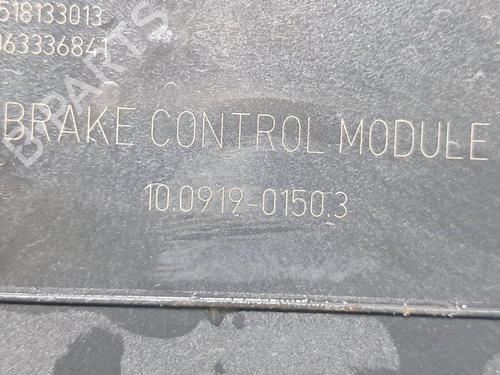 518133013
063336841
BRAKE CONTROL MODULE
10.0919-0150.3